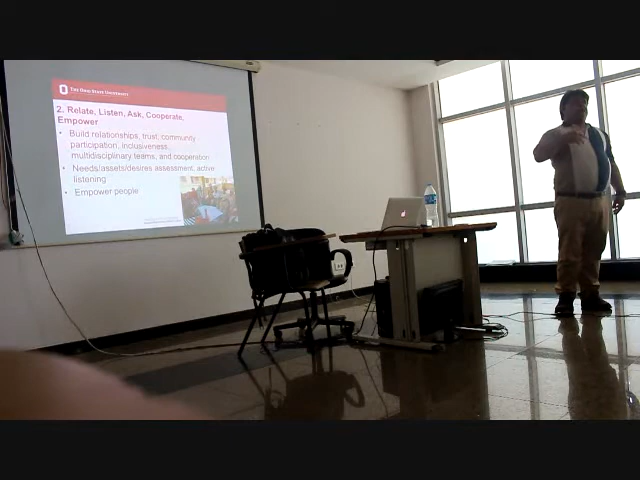 THE OHIO STATE UNIVERSITY
2. Relate, Listen, Ask, Cooperate,
Empower
• Build relationships, trust, community
participation, inclusiveness,
multidisciplinary teams, and cooperation
• Needs/assets/desires assessment, active
listening
• Empower people